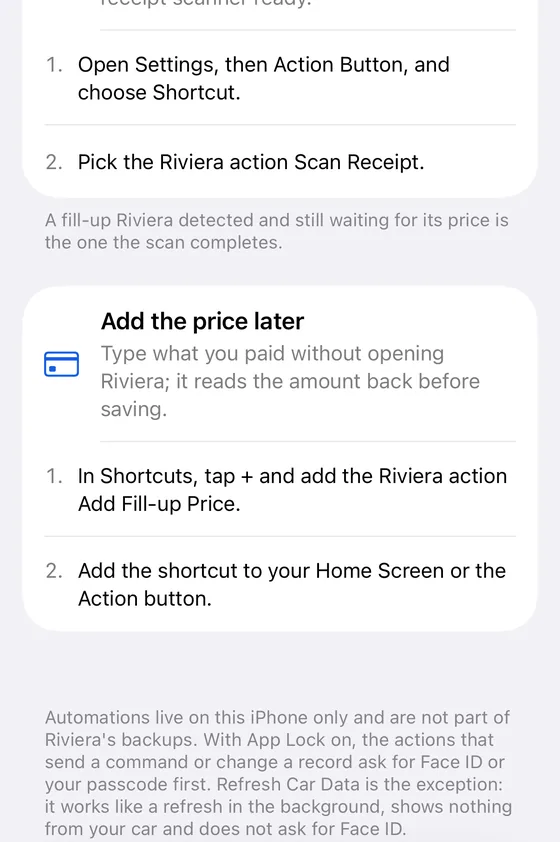 receipt scanner ready.
1. Open Settings, then Action Button, and
choose Shortcut.
2. Pick the Riviera action Scan Receipt.
A fill-up Riviera detected and still waiting for its price is
the one the scan completes.
Add the price later
Type what you paid without opening
Riviera; it reads the amount back before
saving.
1. In Shortcuts, tap + and add the Riviera action
Add Fill-up Price.
2. Add the shortcut to your Home Screen or the
Action button.
Automations live on this iPhone only and are not part of
Riviera's backups. With App Lock on, the actions that
send a command or change a record ask for Face ID or
your passcode first. Refresh Car Data is the exception:
it works like a refresh in the background, shows nothing
from your car and does not ask for Face ID.